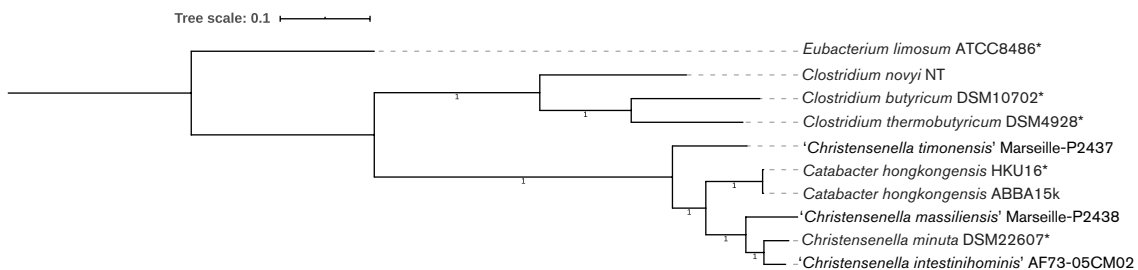 Tree scale: 0.1
Eubacterium limosum ATCC8486*
Clostridium novyi NT
1
Clostridium butyricum DSM10702*
1
Clostridium thermobutyricum DSM4928*
'Christensenella timonensis' Marseille-P2437
Catabacter hongkongensis HKU16*
1
1
Catabacter hongkongensis ABBA15k
1
'Christensenella massiliensis' Marseille-P2438
1
Christensenella minuta DSM22607*
1
'Christensenella intestinihominis' AF73-05CM02